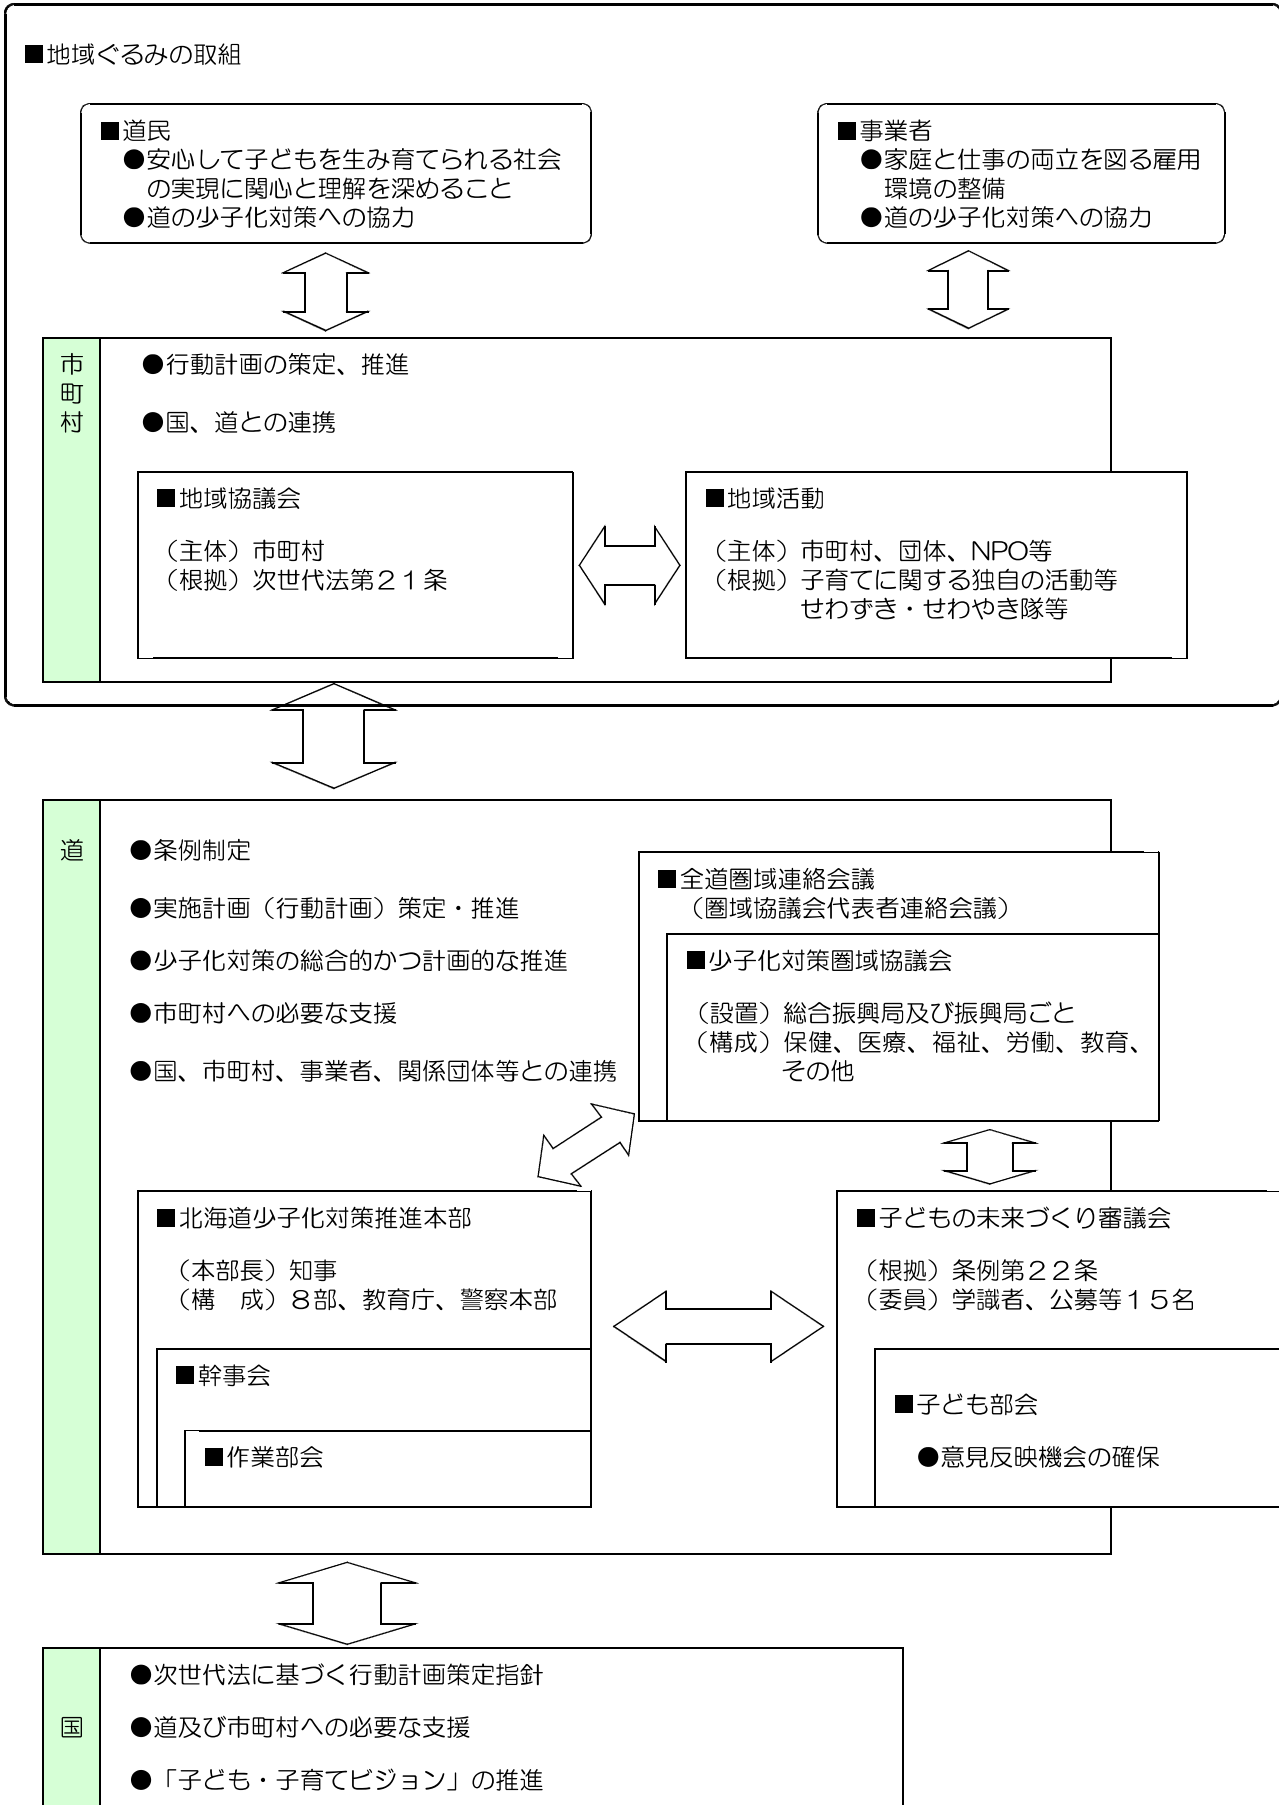 ■地域ぐるみの取組
■道民
●安心して子どもを生み育てられる社会
の実現に関心と理解を深めること
●道の少子化対策への協力
■事業者
●家庭と仕事の両立を図る雇用
環境の整備
●道の少子化対策への協力
市町村
●行動計画の策定、推進
●国、道との連携
■地域協議会
（主体）市町村
（根拠）次世代法第２１条
■地域活動
（主体）市町村、団体、NPO等
（根拠）子育てに関する独自の活動等
せわずき・せわやき隊等
道
●条例制定
●実施計画（行動計画）策定・推進
●少子化対策の総合的かつ計画的な推進
●市町村への必要な支援
●国、市町村、事業者、関係団体等との連携
■全道圏域連絡会議
（圏域協議会代表者連絡会議）
■少子化対策圏域協議会
（設置）総合振興局及び振興局ごと
（構成）保健、医療、福祉、労働、教育、
その他
■北海道少子化対策推進本部
（本部長）知事
（構　成）８部、教育庁、警察本部
■幹事会
■作業部会
■子どもの未来づくり審議会
（根拠）条例第２２条
（委員）学識者、公募等１５名
■子ども部会
●意見反映機会の確保
国
●次世代法に基づく行動計画策定指針
●道及び市町村への必要な支援
●「子ども・子育てビジョン」の推進